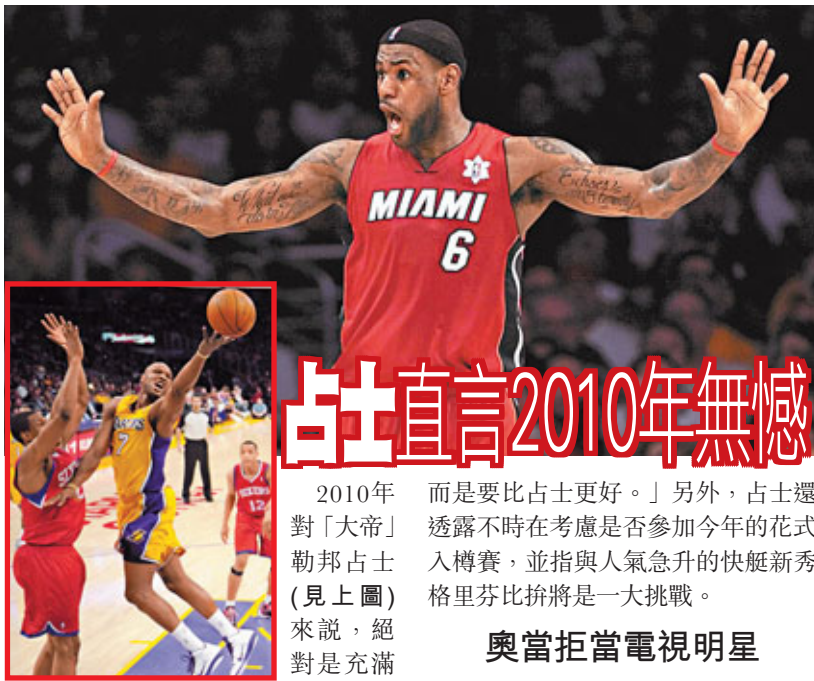 MIAMI
6
7
12
占士直言2010年無憾
2010年
對「大帝」
勒邦占士
(見上圖)
來説，絕
對是充滿
而是要比占士更好。」另外，占士還
透露不時在考慮是否參加今年的花式
入樽賽，並指與人氣急升的快艇新秀
格里芬比拚將是一大挑戰。
奧當拒當電視明星